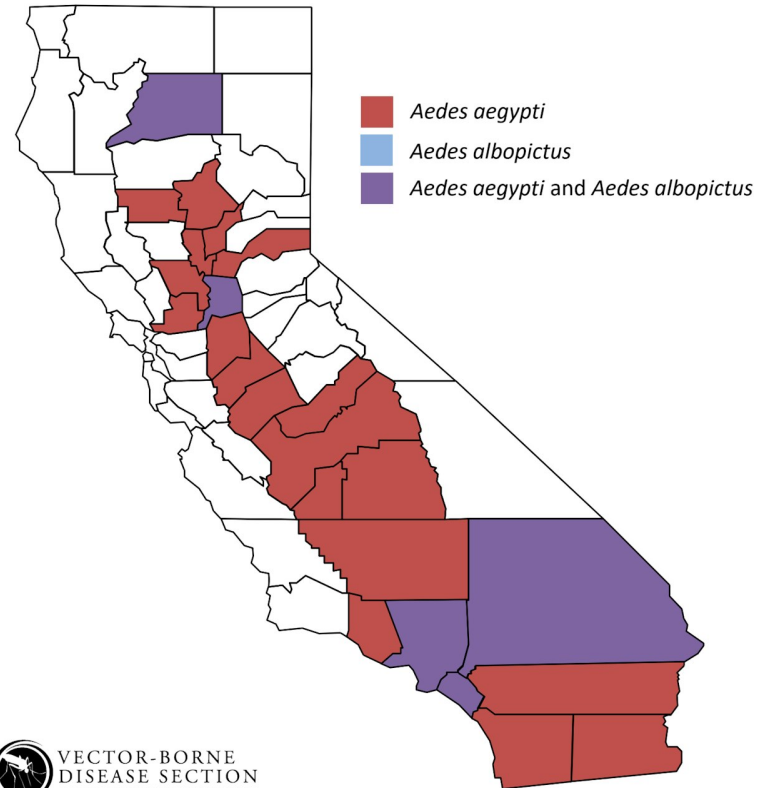 Aedes aegypti
Aedes albopictus
Aedes aegypti and Aedes albopictus
VECTOR-BORNE
DISEASE SECTION